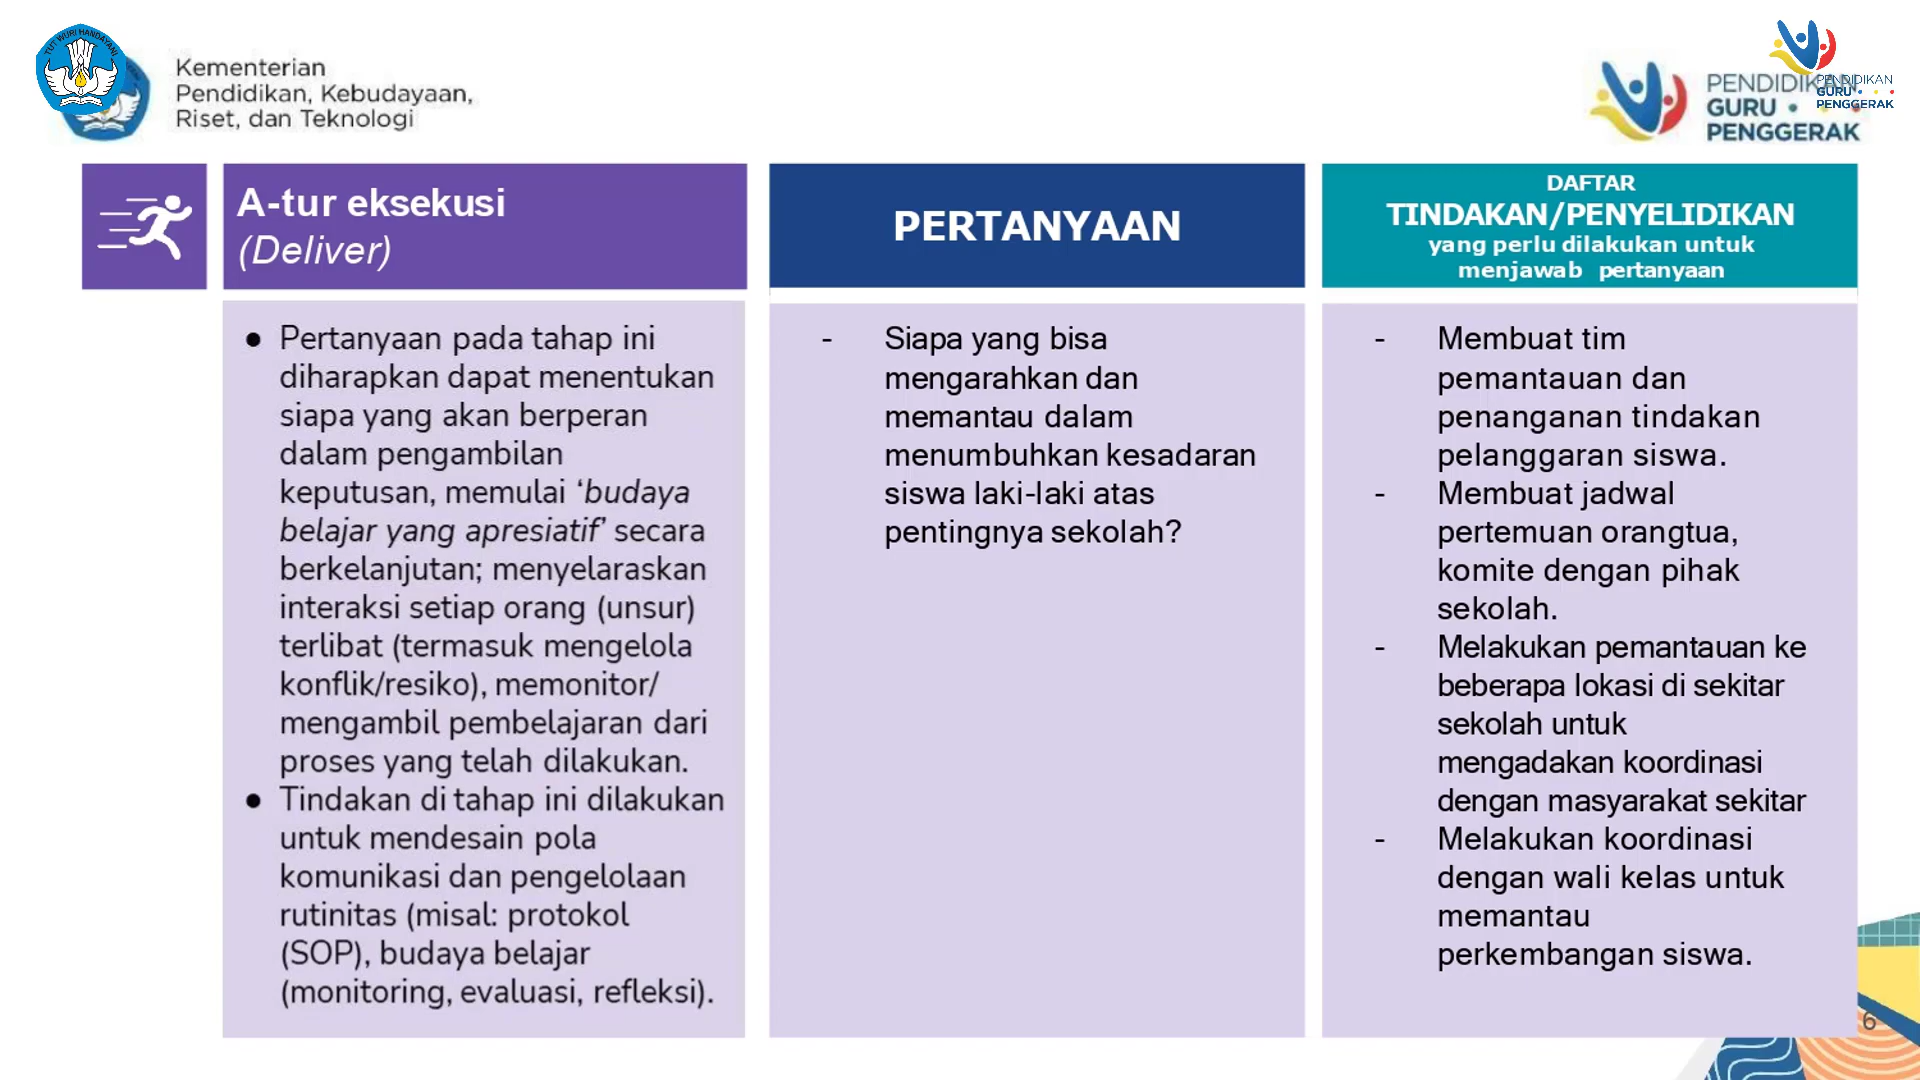 TUT WURI HANDAYANI
Kementerian
Pendidikan, Kebudayaan,
Riset, dan Teknologi
PENDIDIKAN
GURU
PENGGERAK
PENDIDIKAN
GURU
PENGGERAK
A-tur eksekusi
(Deliver)
● Pertanyaan pada tahap ini
diharapkan dapat menentukan
siapa yang akan berperan
dalam pengambilan
keputusan, memulai ‘budaya
belajar yang apresiatif’ secara
berkelanjutan; menyelaraskan
interaksi setiap orang (unsur)
terlibat (termasuk mengelola
konflik/resiko), memonitor/
mengambil pembelajaran dari
proses yang telah dilakukan.
● Tindakan di tahap ini dilakukan
untuk mendesain pola
komunikasi dan pengelolaan
rutinitas (misal: protokol
(SOP), budaya belajar
(monitoring, evaluasi, refleksi).
PERTANYAAN
- Siapa yang bisa
mengarahkan dan
memantau dalam
menumbuhkan kesadaran
siswa laki-laki atas
pentingnya sekolah?
DAFTAR
TINDAKAN/PENYELIDIKAN
yang perlu dilakukan untuk
menjawab pertanyaan
- Membuat tim
pemantauan dan
penanganan tindakan
pelanggaran siswa.
- Membuat jadwal
pertemuan orangtua,
komite dengan pihak
sekolah.
- Melakukan pemantauan ke
beberapa lokasi di sekitar
sekolah untuk
mengadakan koordinasi
dengan masyarakat sekitar
- Melakukan koordinasi
dengan wali kelas untuk
memantau
perkembangan siswa.
6